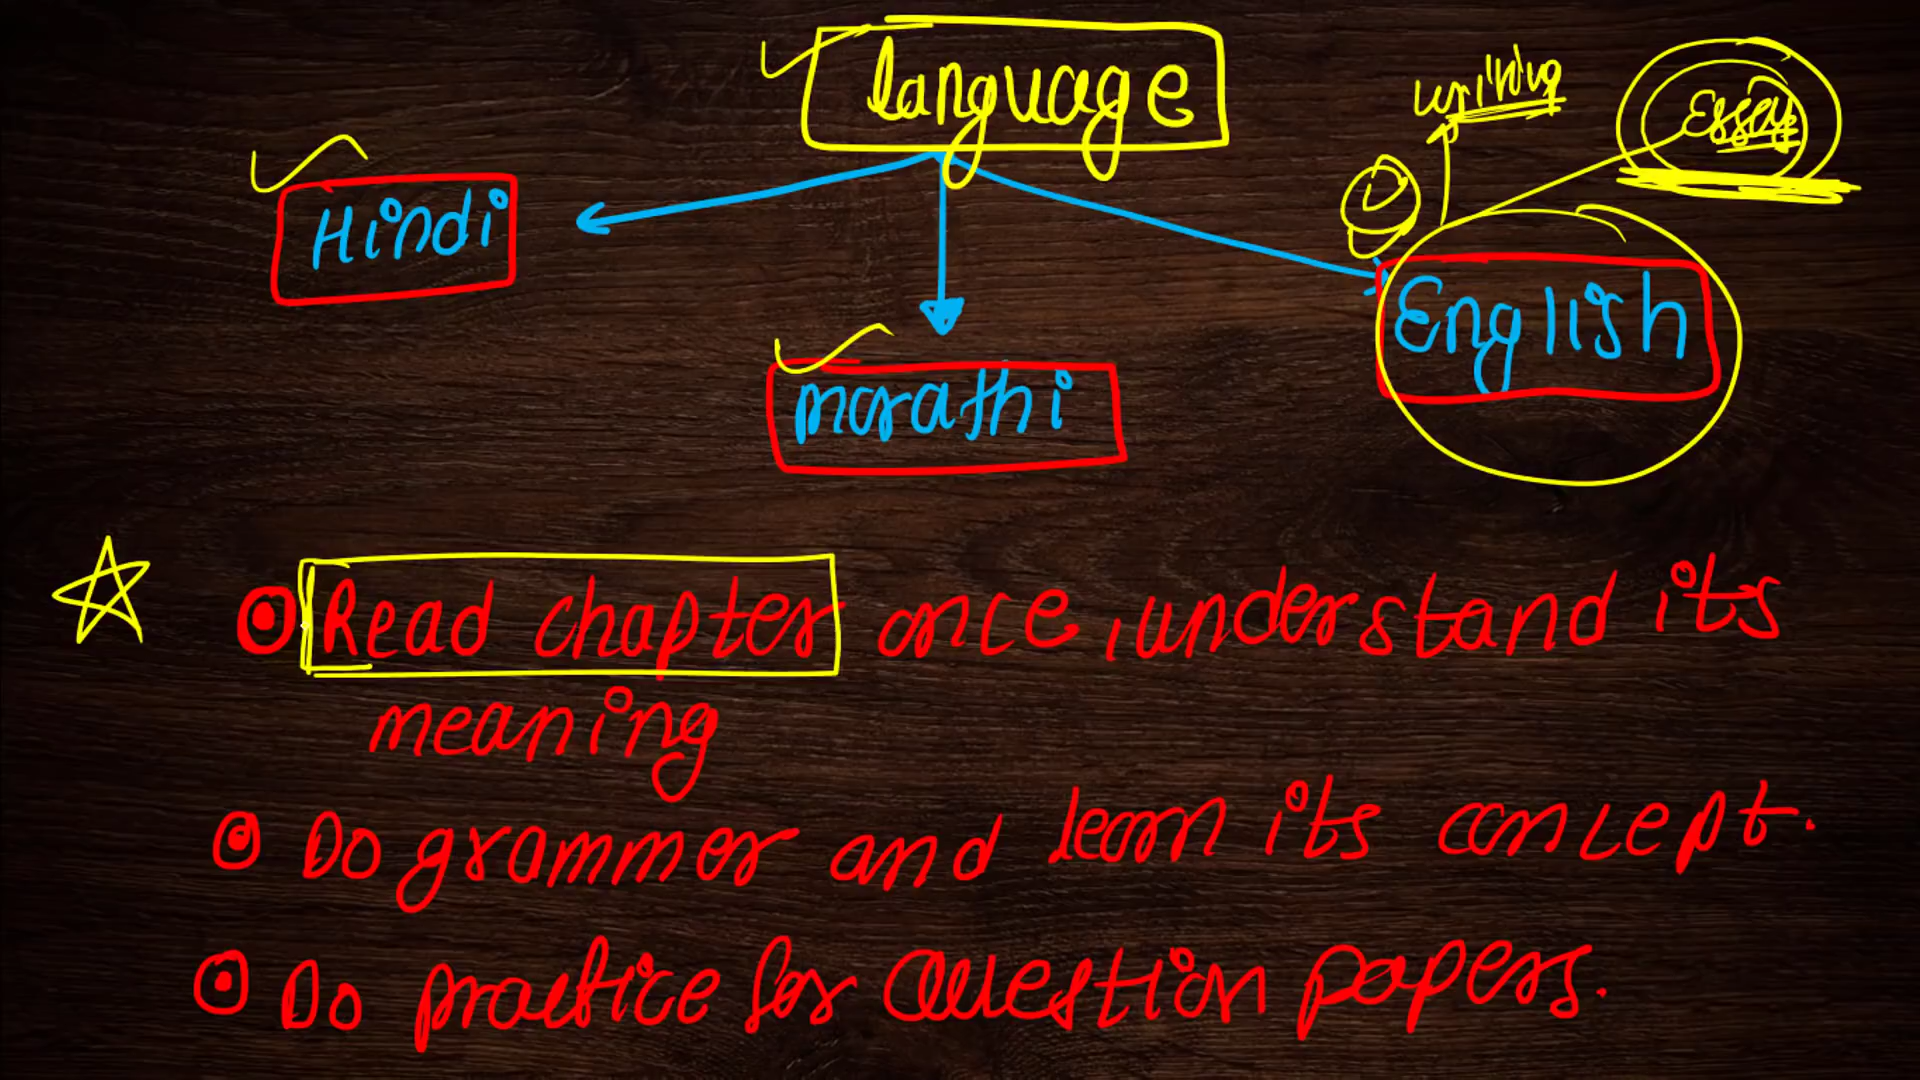 language
writing
Essay
Hindi
English
marathi
Read chapter once, understand its
meaning
Do grammer and learn its concept.
Do practice for Question papers.